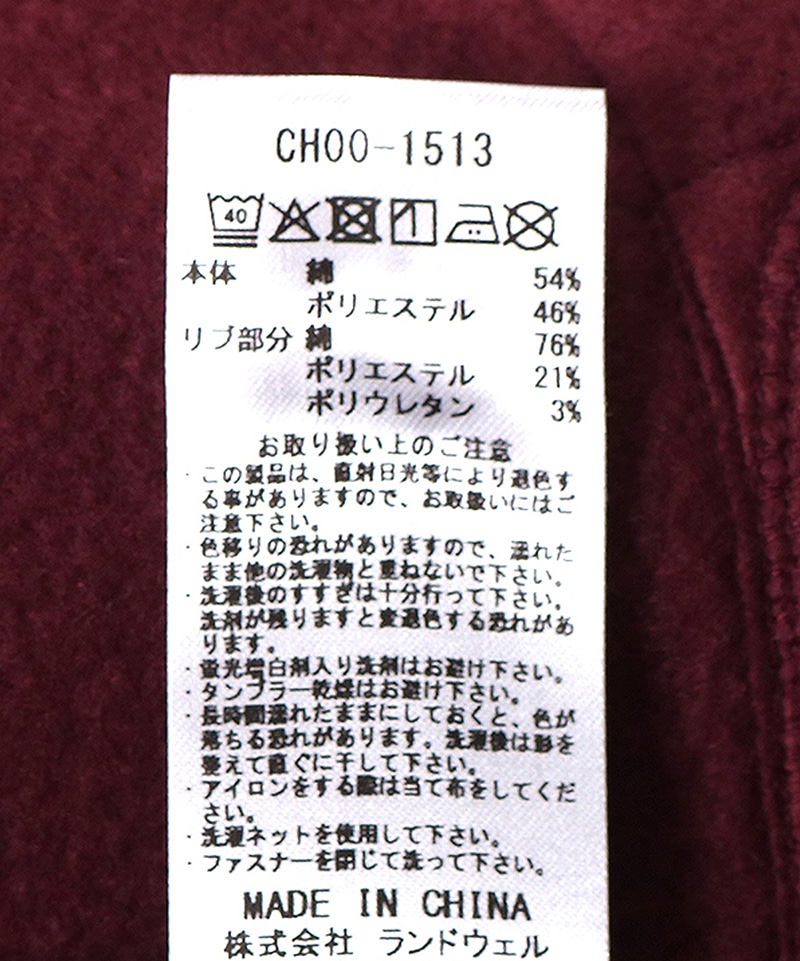 CH00-1513
40
本体 綿 54%
ポリエステル 46%
リブ部分 綿 76%
ポリエステル 21%
ポリウレタン 3%
お取り扱い上のご注意
・この製品は、直射日光等により退色す
る事がありますので、お取扱いにはご
注意下さい。
・色移りの恐れがありますので、濡れた
まま他の洗濯物と重ねないで下さい。
・洗濯後のすすぎは十分行って下さい。
洗剤が残りますと変退色する恐れがあ
ります。
・蛍光増白剤入り洗剤はお避け下さい。
・タンブラー乾燥はお避け下さい。
・長時間濡れたままにしておくと、色が
落ちる恐れがあります。洗濯後は形を
整えて直ぐに干して下さい。
・アイロンをする際は当て布をしてくだ
さい。
・洗濯ネットを使用して下さい。
・ファスナーを閉じて洗って下さい。
MADE IN CHINA
株式会社 ランドウェル